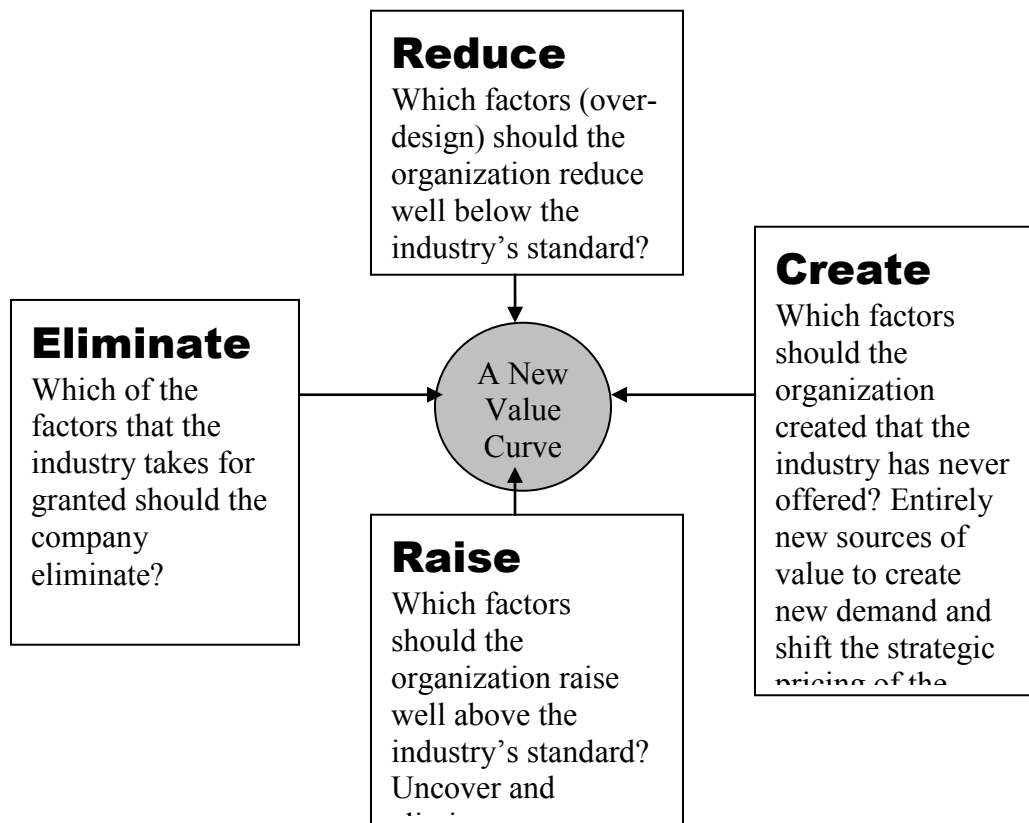 Reduce
Which factors (over-
design) should the
organization reduce
well below the
industry’s standard?
Eliminate
Which of the
factors that the
industry takes for
granted should the
company
eliminate?
A New
Value
Curve
Create
Which factors
should the
organization
created that the
industry has never
offered? Entirely
new sources of
value to create
new demand and
shift the strategic
pricing of the
Raise
Which factors
should the
organization raise
well above the
industry’s standard?
Uncover and